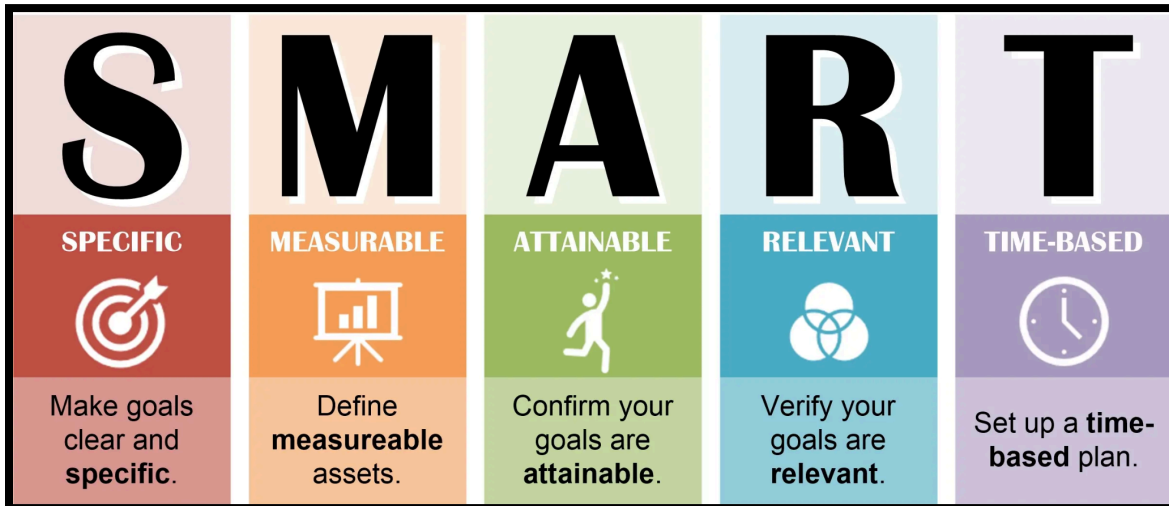 S M A R T
SPECIFIC
MEASURABLE
ATTAINABLE
RELEVANT
TIME-BASED
Make goals
clear and
specific.
Define
measureable
assets.
Confirm your
goals are
attainable.
Verify your
goals are
relevant.
Set up a time-
based plan.